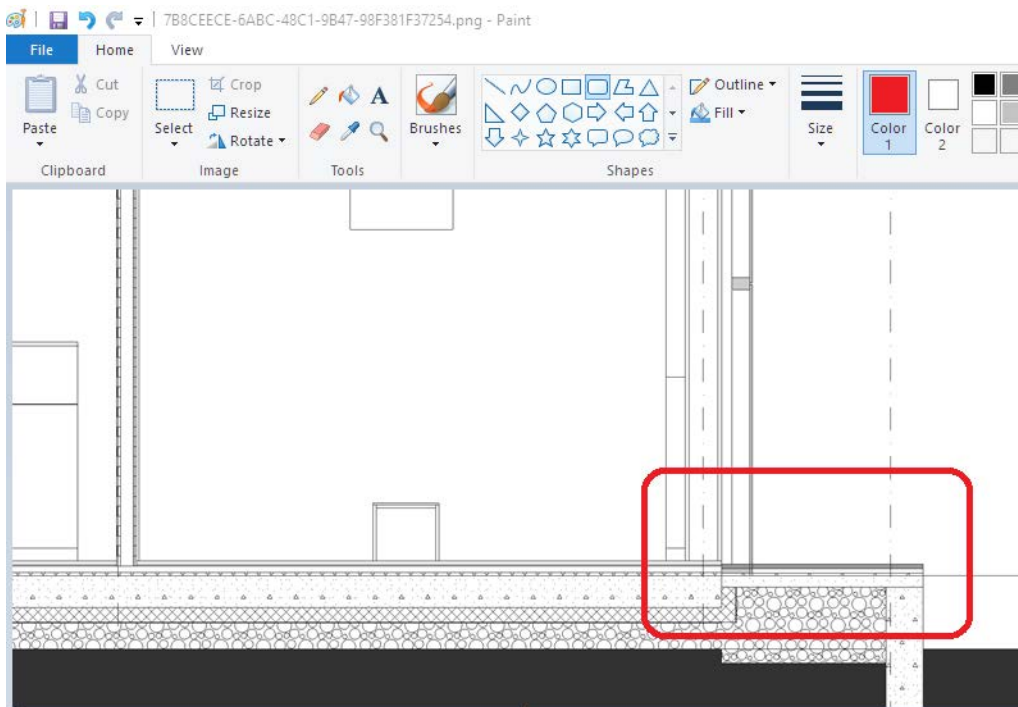 7B8CEECE-6ABC-48C1-9B47-98F381F37254.png - Paint
File Home View
Paste
Cut
Copy
Clipboard
Select
Crop
Resize
Rotate
Image
A
Tools
Brushes
Shapes
Outline
Fill
Size
Color 1
Color 2